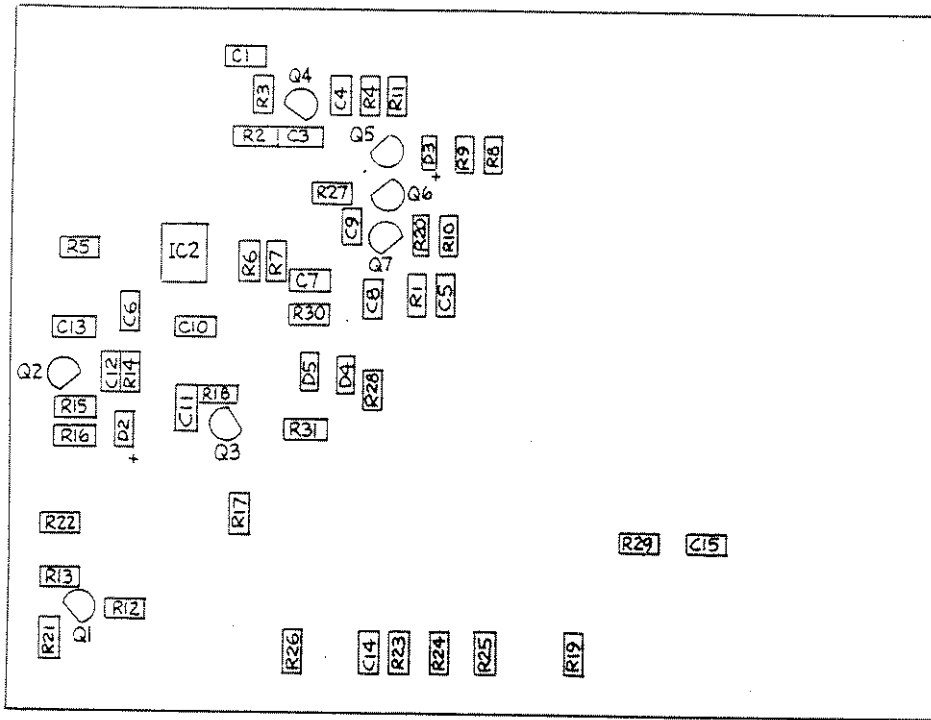 C1
Q4
R3
C4
R4
R11
R2 C3
Q5
D3
R9
R8
+
R27
Q6
C9
R20
R10
R5
IC2
R6
R7
Q7
C7
C8
R1
C5
C6
R30
C13
C10
Q2
C12
R14
D5
D4
R28
R18
C11
R15
R16
D2
+
Q3
R31
R17
R22
R29
C15
R13
R12
Q1
R21
R26
C14
R23
R24
R25
R19